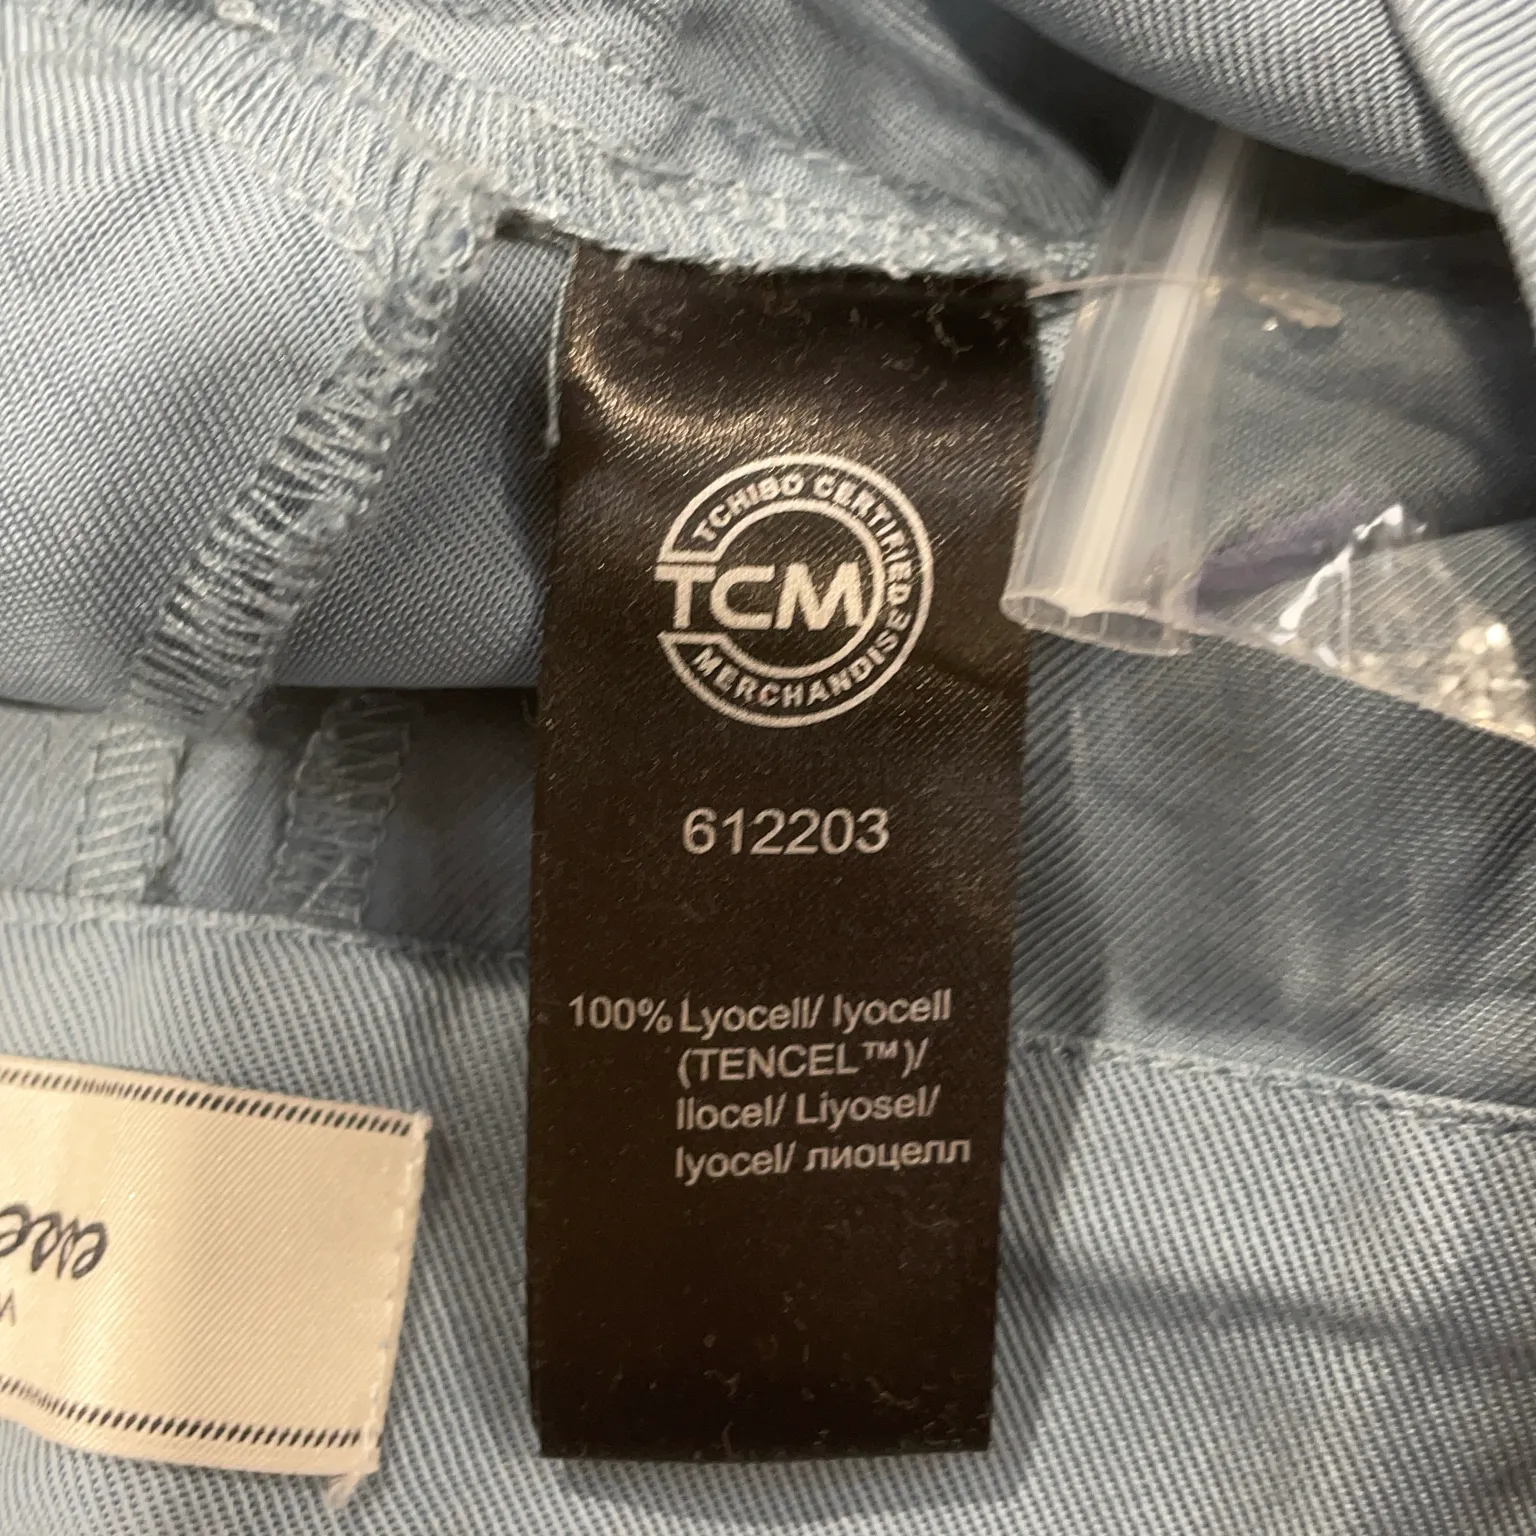 TCHIBO CERTIFIED
TCM
MERCHANDISE
612203
100% Lyocell/ lyocell
(TENCEL™)/
llocel/ Liyosel/
lyocel/ лиоцелл